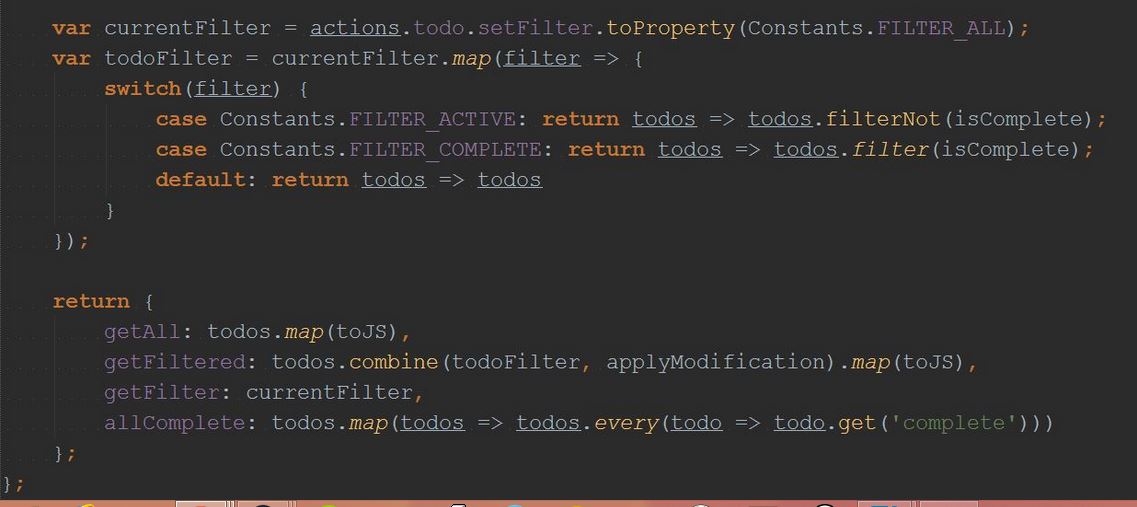 var currentFilter = actions.todo.setFilter.toProperty(Constants.FILTER_ALL);
var todoFilter = currentFilter.map(filter => {
switch(filter) {
case Constants.FILTER_ACTIVE: return todos => todos.filterNot(isComplete);
case Constants.FILTER_COMPLETE: return todos => todos.filter(isComplete);
default: return todos => todos
}
});
return {
getAll: todos.map(toJS),
getFiltered: todos.combine(todoFilter, applyModification).map(toJS),
getFilter: currentFilter,
allComplete: todos.map(todos => todos.every(todo => todo.get('complete')))
};
};